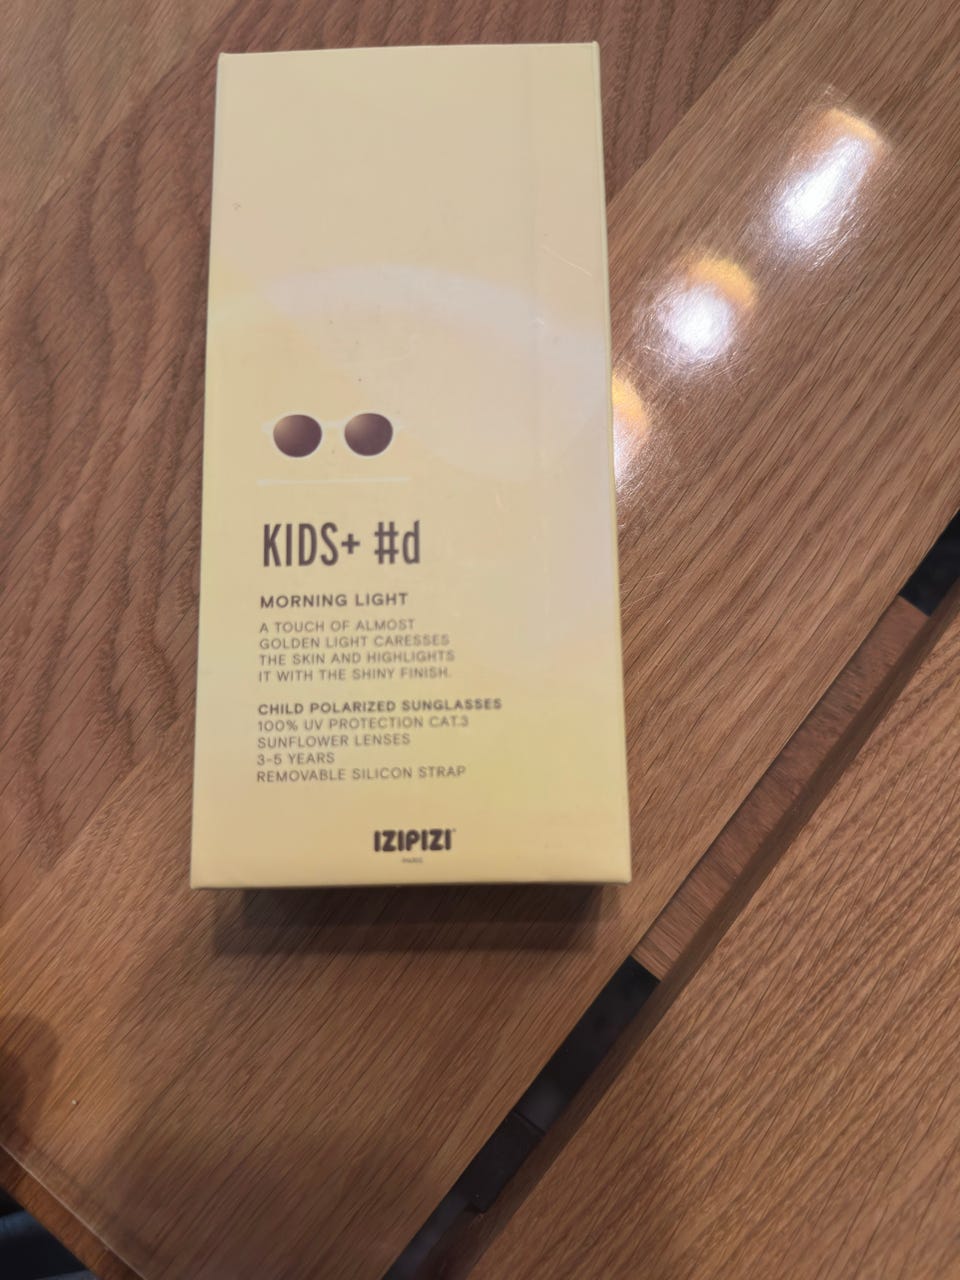 KIDS+ #d
MORNING LIGHT
A TOUCH OF ALMOST
GOLDEN LIGHT CARESSES
THE SKIN AND HIGHLIGHTS
IT WITH THE SHINY FINISH.
CHILD POLARIZED SUNGLASSES
100% UV PROTECTION CAT.3
SUNFLOWER LENSES
3-5 YEARS
REMOVABLE SILICON STRAP
IZIPIZI
PARIS